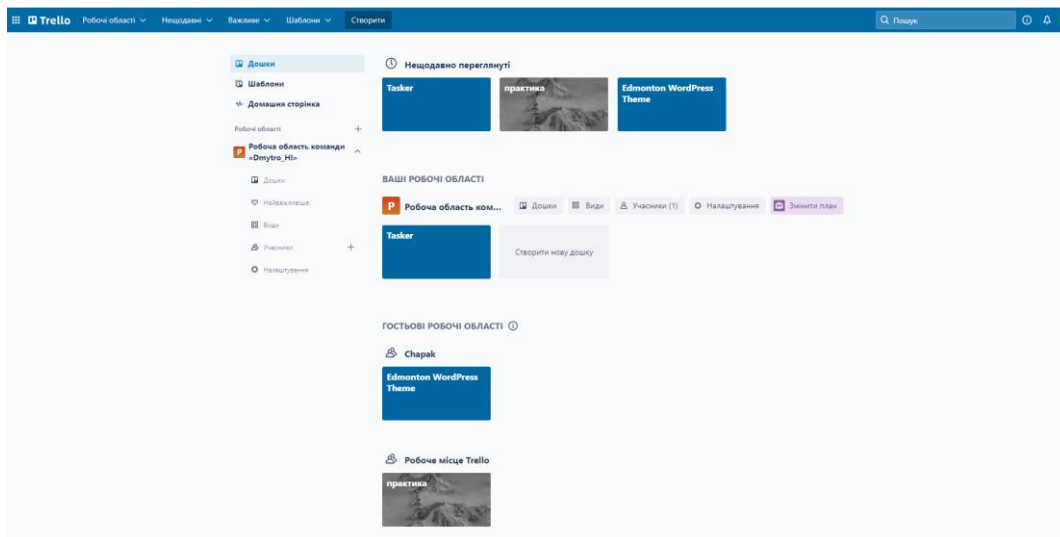 Trello Робочі області Нещодавні Важливе Шаблони Створити Пошук
Дошки
Шаблони
Домашня сторінка
Робочі області
P Робоча область команди
«Dmytro_Hl»
Дошки
Найважливіше
Види
Учасники
Налаштування
Нещодавно переглянуті
Tasker
практика
Edmonton WordPress
Theme
ВАШІ РОБОЧІ ОБЛАСТІ
P Робоча область ком... Дошки Види Учасники (1) Налаштування Змінити план
Tasker
Створити нову дошку
ГОСТЬОВІ РОБОЧІ ОБЛАСТІ
Chapak
Edmonton WordPress
Theme
Робоче місце Trello
практика